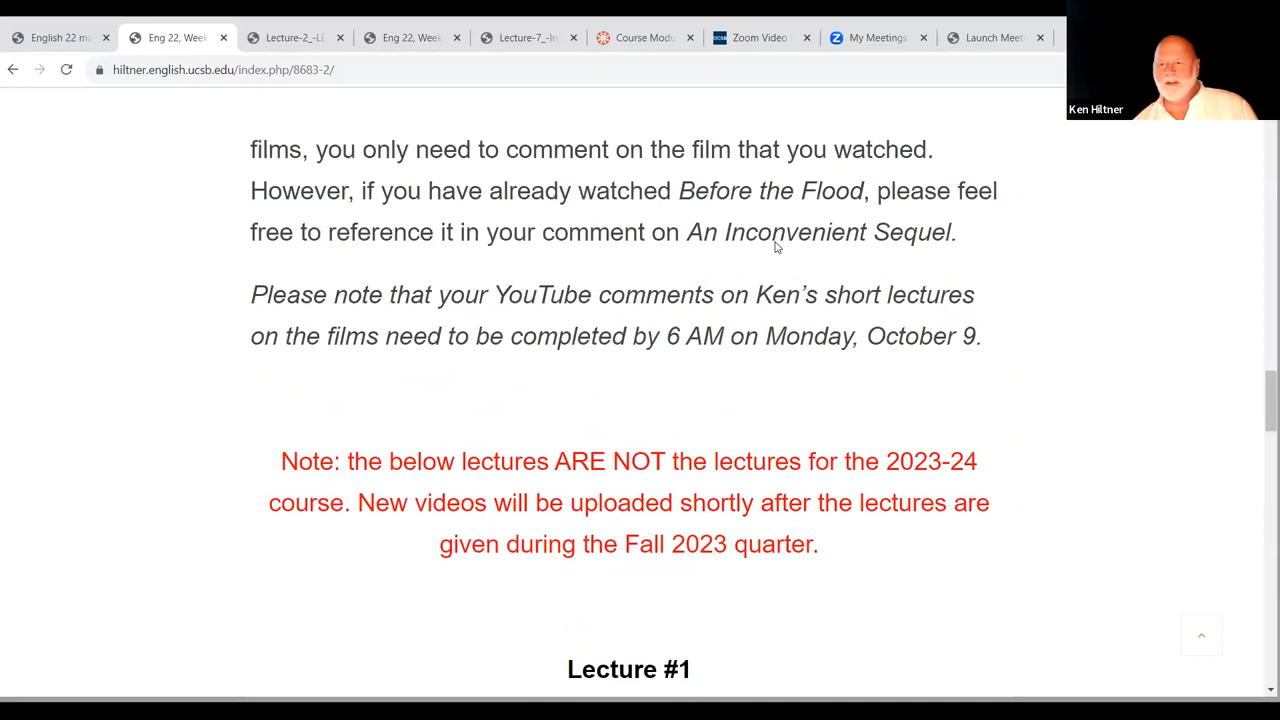 English 22 ma
Eng 22, Week
Lecture-2_-LE
Eng 22, Week
Lecture-7_-In
Course Modu
UCSB
Zoom Video
My Meetings
Launch Meet
hiltner.english.ucsb.edu/index.php/8683-2/
Ken Hiltner
films, you only need to comment on the film that you watched.
However, if you have already watched Before the Flood, please feel
free to reference it in your comment on An Inconvenient Sequel.
Please note that your YouTube comments on Ken’s short lectures
on the films need to be completed by 6 AM on Monday, October 9.
Note: the below lectures ARE NOT the lectures for the 2023-24
course. New videos will be uploaded shortly after the lectures are
given during the Fall 2023 quarter.
Lecture #1